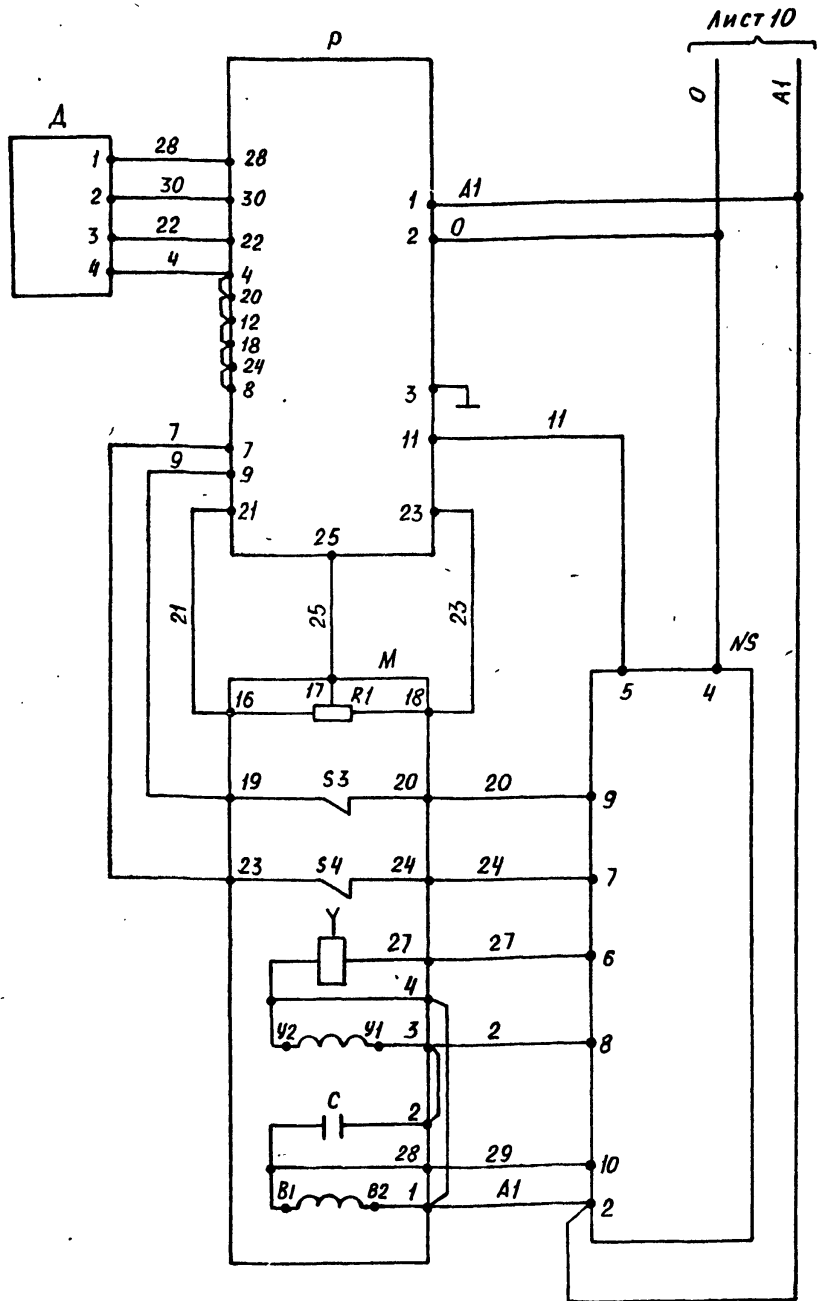 Лист 10
О
А1
Р
Д
1 28 28
2 30 30
3 22 22
4 4 4
20
12
18
24
8
1 А1
2 О
3
11 11
7 7
9 9
21 23
25
21
25
23
М
NS
16 17 R1 18
5 4
19 S3 20 20 9
23 S4 24 24 7
Y
27 27 6
4
У2 У1 3 2 8
С 2
28 29 10
В1 В2 1 А1 2